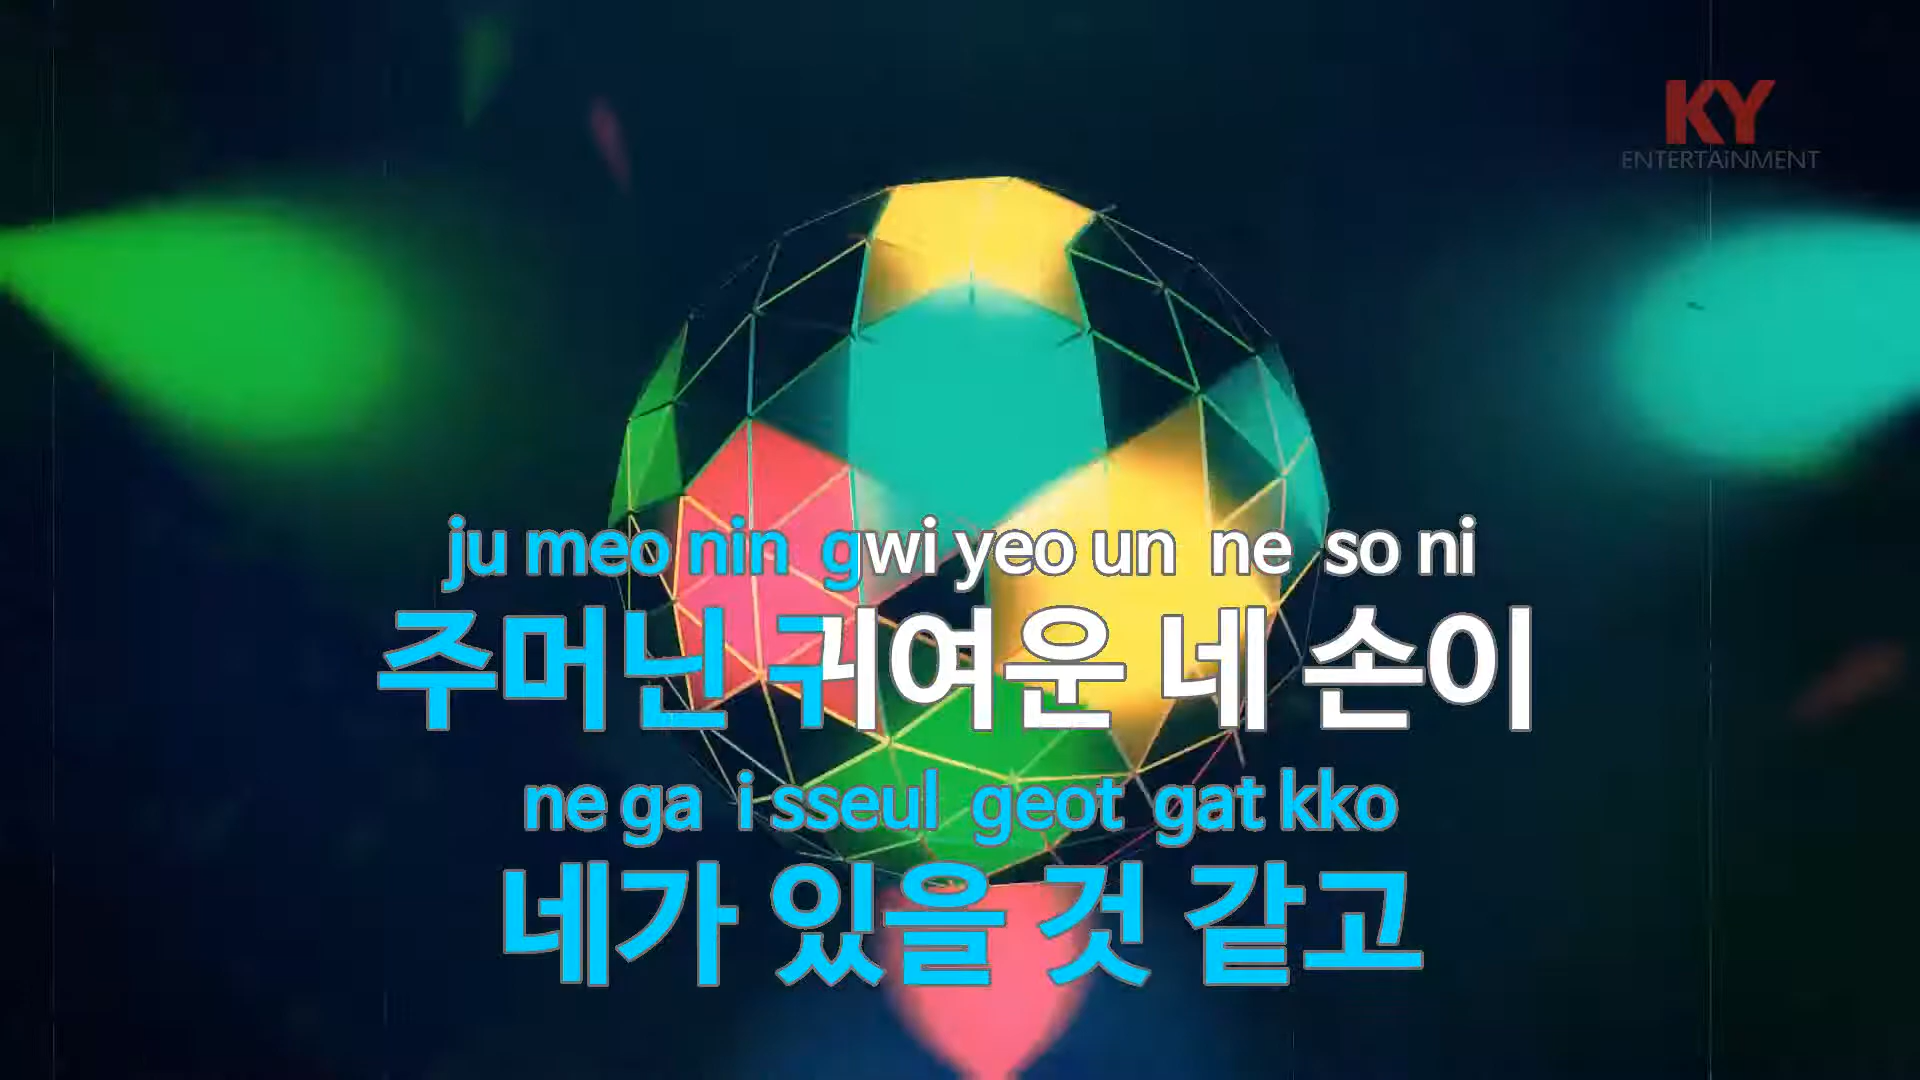 KY
ENTERTAiNMENT
ju meo nin gwi yeo un ne so ni
주머닌 귀여운 네 손이
ne ga i sseul geot gat kko
네가 있을 것 같고